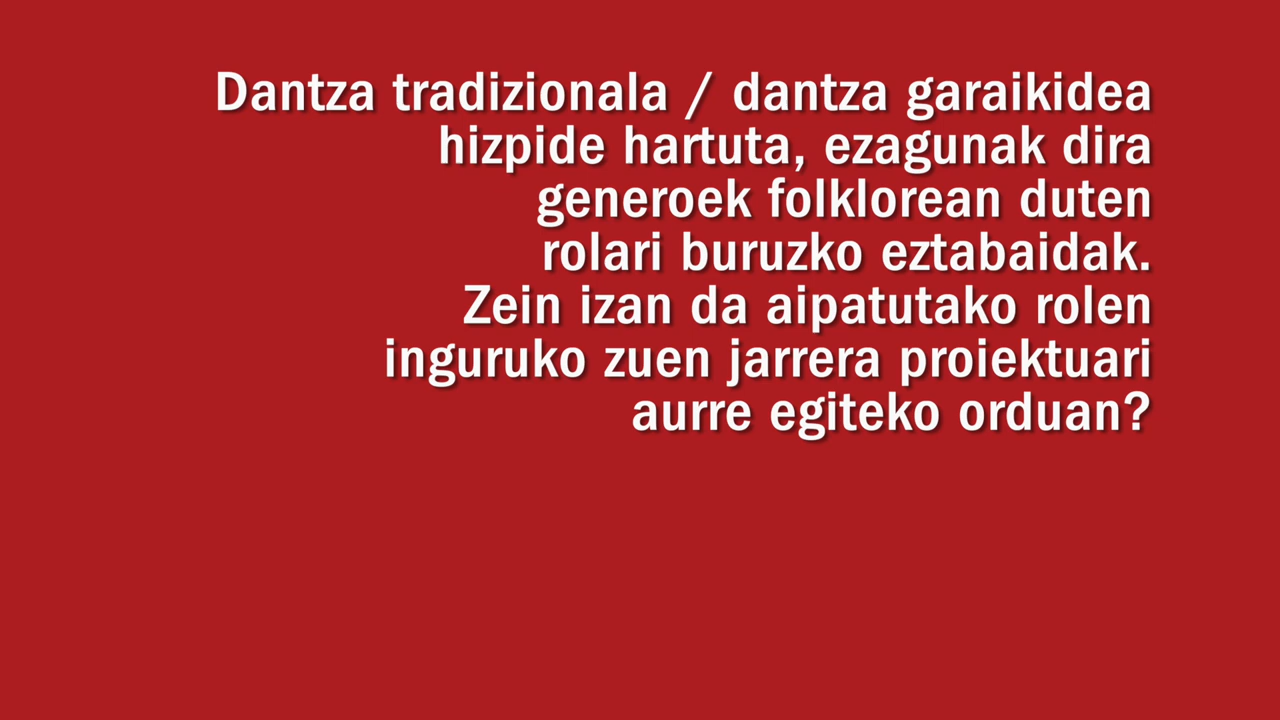 Dantza tradizionala / dantza garaikidea
hizpide hartuta, ezagunak dira
generoek folklorean duten
rolari buruzko eztabaidak.
Zein izan da aipatutako rolen
inguruko zuen jarrera proiektuari
aurre egiteko orduan?